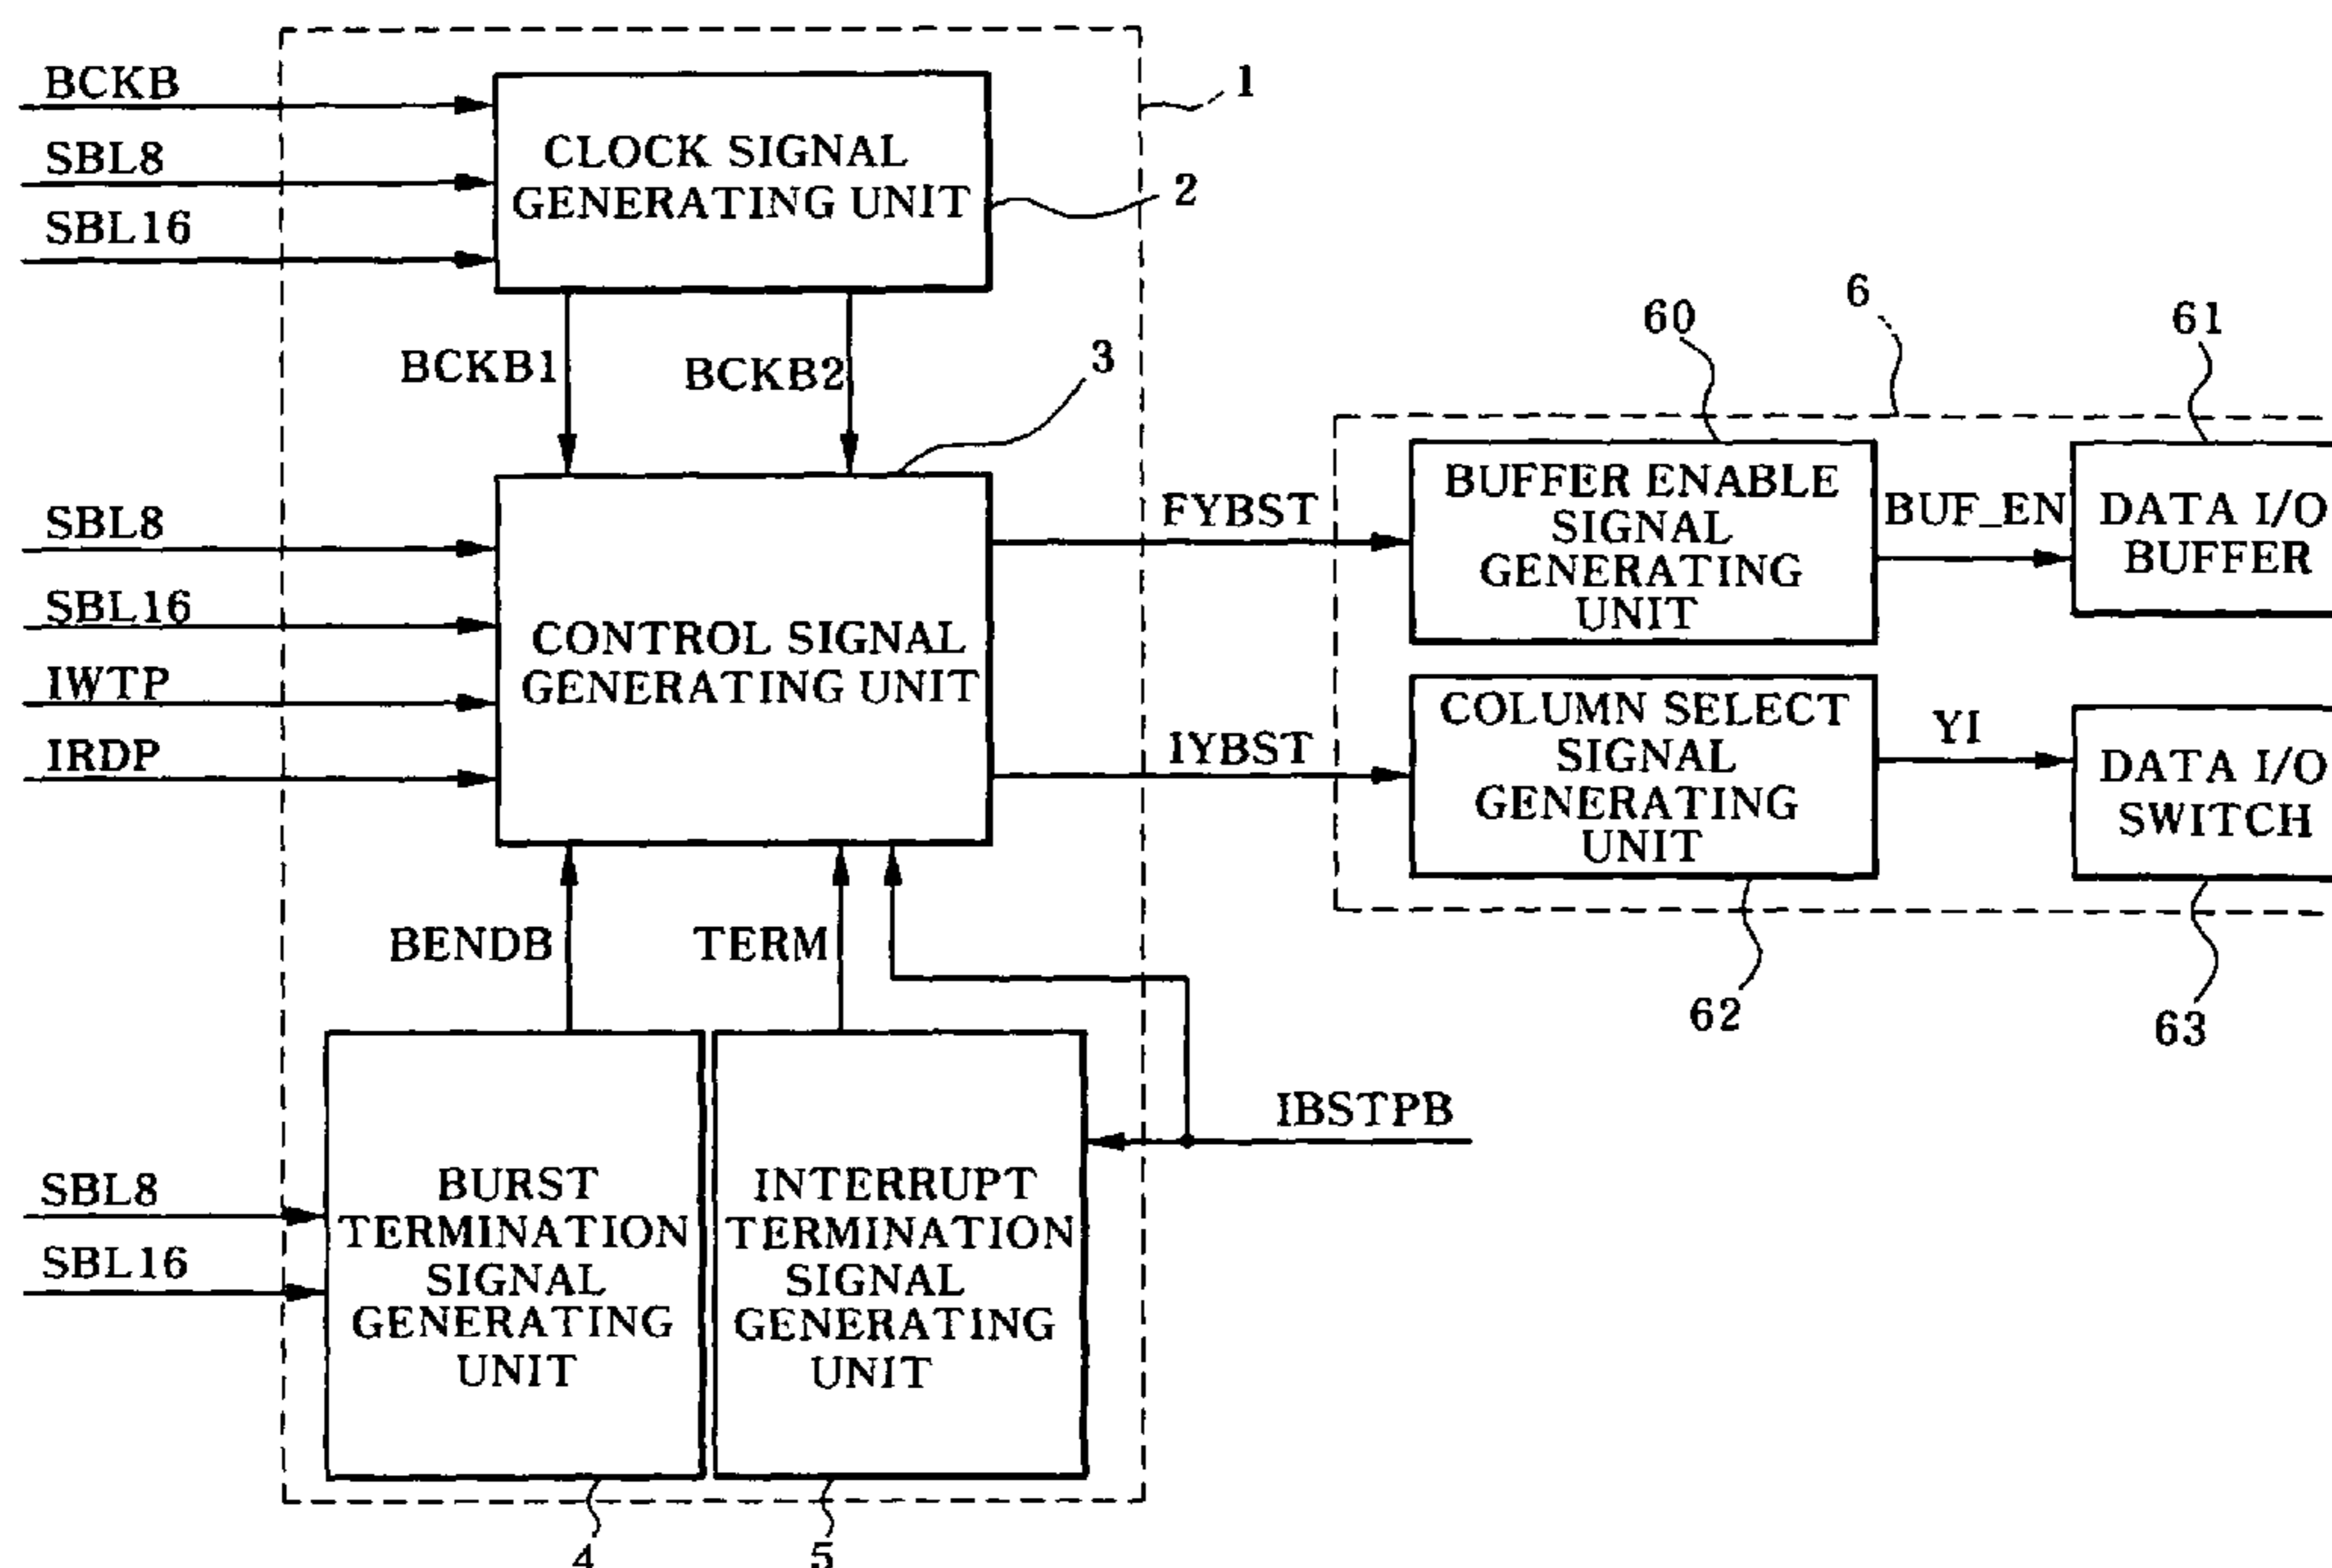 BCKB
SBL8
SBL16
CLOCK SIGNAL
GENERATING UNIT
1
2
BCKB1
BCKB2
3
SBL8
SBL16
IWTP
IRDP
CONTROL SIGNAL
GENERATING UNIT
FYBST
IYBST
6
60
61
BUFFER ENABLE
SIGNAL
GENERATING
UNIT
BUF_EN
DATA I/O
BUFFER
COLUMN SELECT
SIGNAL
GENERATING
UNIT
YI
DATA I/O
SWITCH
62
63
BENDB
TERM
IBSTPB
SBL8
SBL16
BURST
TERMINATION
SIGNAL
GENERATING
UNIT
INTERRUPT
TERMINATION
SIGNAL
GENERATING
UNIT
4
5